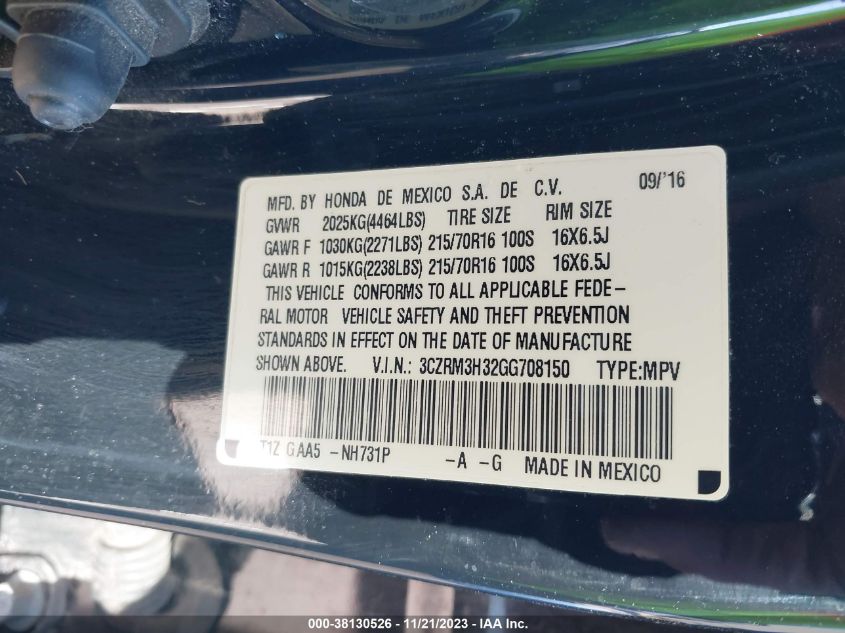 DE MEXICO
MFD. BY HONDA DE MEXICO S.A. DE C.V. 09/'16
GVWR 2025KG(4464LBS) TIRE SIZE RIM SIZE
GAWR F 1030KG(2271LBS) 215/70R16 100S 16X6.5J
GAWR R 1015KG(2238LBS) 215/70R16 100S 16X6.5J
THIS VEHICLE CONFORMS TO ALL APPLICABLE FEDE-
RAL MOTOR VEHICLE SAFETY AND THEFT PREVENTION
STANDARDS IN EFFECT ON THE DATE OF MANUFACTURE
SHOWN ABOVE. V.I.N.: 3CZRM3H32GG708150 TYPE:MPV
T1Z GAA5 -NH731P -A -G MADE IN MEXICO
000-38130526 - 11/21/2023 - IAA Inc.